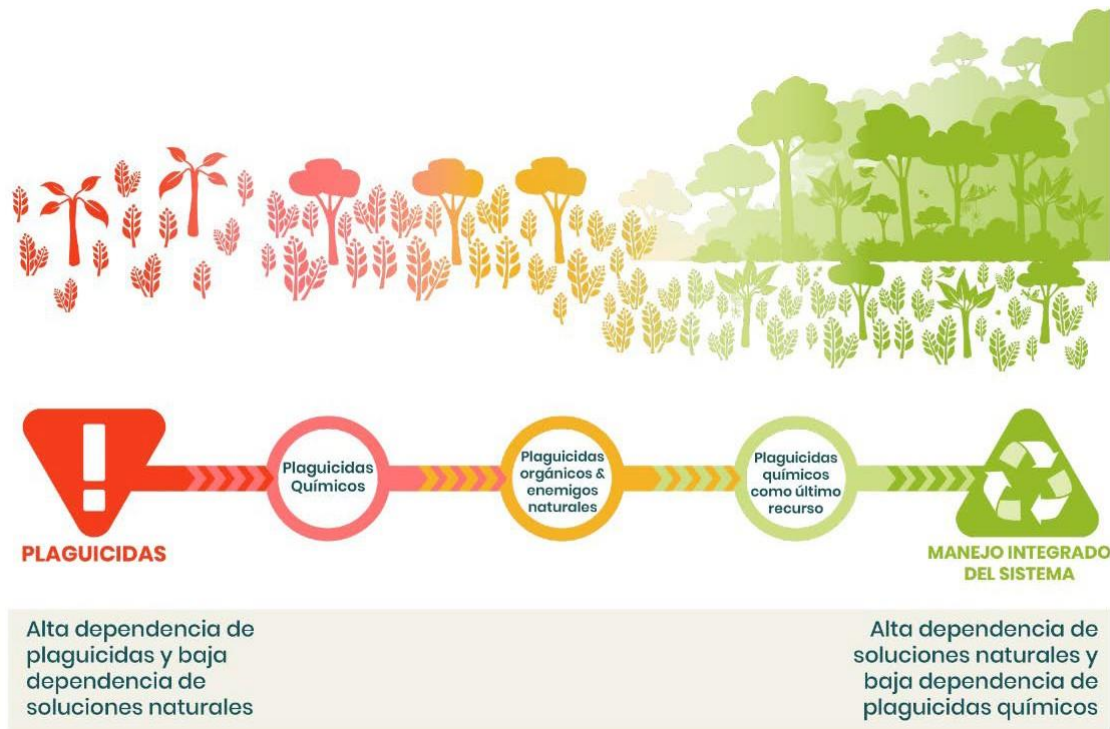 Plaguicidas
Químicos
Plaguicidas
orgánicos &
enemigos
naturales
Plaguicidas
químicos
como último
recurso
PLAGUICIDAS
MANEJO INTEGRADO
DEL SISTEMA
Alta dependencia de
plaguicidas y baja
dependencia de
soluciones naturales
Alta dependencia de
soluciones naturales y
baja dependencia de
plaguicidas químicos